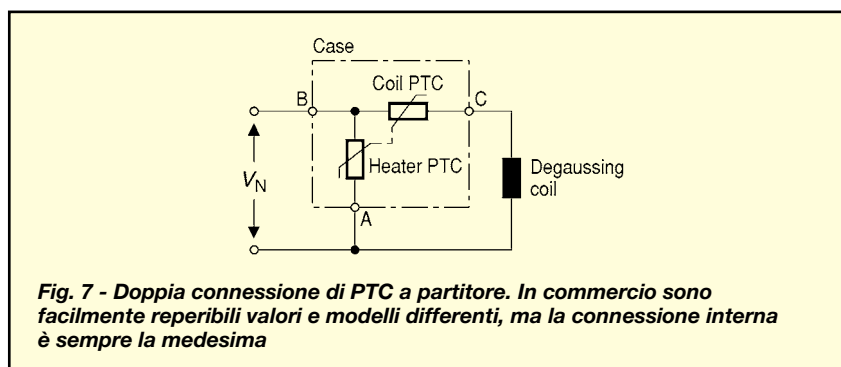 Case
Coil PTC
B
C
Heater PTC
V_N
Degaussing
coil
A
Fig. 7 - Doppia connessione di PTC a partitore. In commercio sono
facilmente reperibili valori e modelli differenti, ma la connessione interna
è sempre la medesima